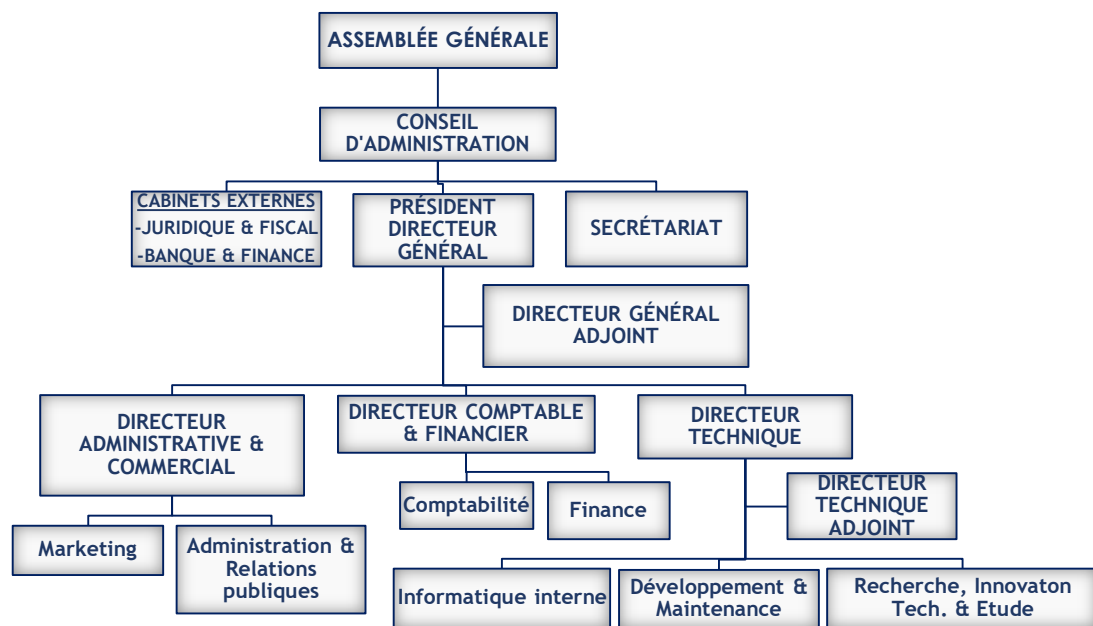 ASSEMBLÉE GÉNÉRALE
CONSEIL
D'ADMINISTRATION
CABINETS EXTERNES
-JURIDIQUE & FISCAL
-BANQUE & FINANCE
PRÉSIDENT
DIRECTEUR
GÉNÉRAL
SECRÉTARIAT
DIRECTEUR GÉNÉRAL
ADJOINT
DIRECTEUR
ADMINISTRATIVE &
COMMERCIAL
DIRECTEUR COMPTABLE
& FINANCIER
DIRECTEUR
TECHNIQUE
Marketing
Administration &
Relations
publiques
Comptabilité
Finance
DIRECTEUR
TECHNIQUE
ADJOINT
Informatique interne
Développement &
Maintenance
Recherche, Innovaton
Tech. & Etude